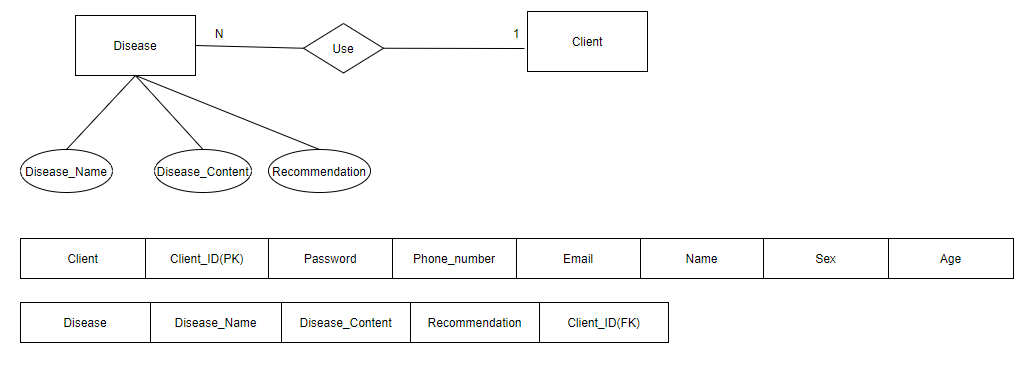 Disease
N
Use
1
Client
Disease_Name
Disease_Content
Recommendation
Client Client_ID(PK) Password Phone_number Email Name Sex Age
Disease Disease_Name Disease_Content Recommendation Client_ID(FK)